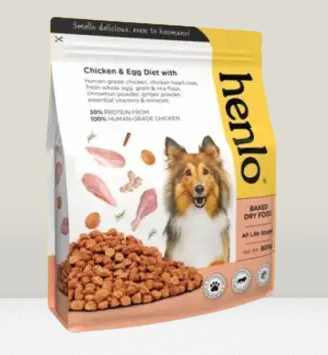 Smells delicious, even to hoomans!
Chicken & Egg Diet with
human-grade chicken, chicken heart, liver,
fresh whole egg, grain & rice flour,
cinnamon powder, ginger powder,
essential vitamins & minerals
30% PROTEIN FROM
100% HUMAN-GRADE CHICKEN
henlo
BAKED
DRY FOOD
All Life Stages